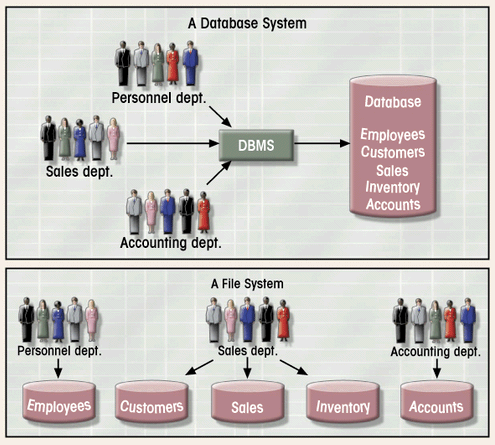 A Database System
Personnel dept.
Sales dept.
DBMS
Accounting dept.
Database
Employees
Customers
Sales
Inventory
Accounts
A File System
Personnel dept.
Sales dept.
Accounting dept.
Employees
Customers
Sales
Inventory
Accounts